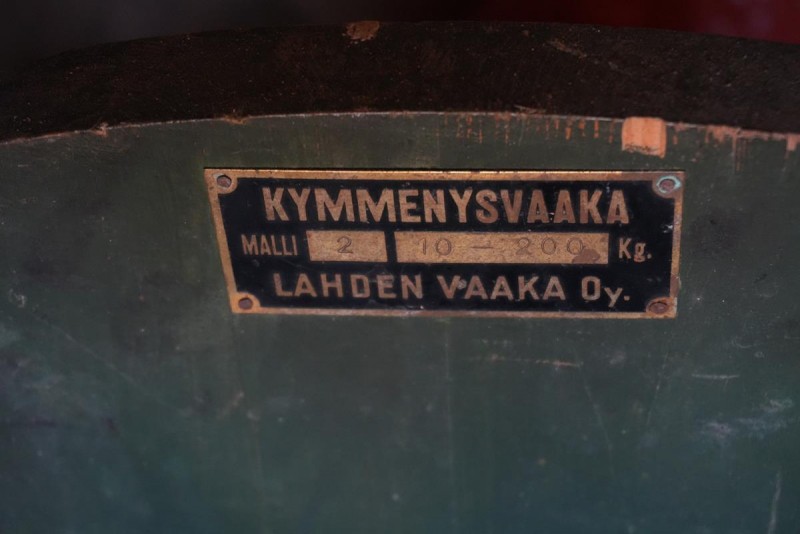 KYMMENYSVAAKA
MALLI 2 10 — 200 Kg.
LAHDEN VAAKA Oy.